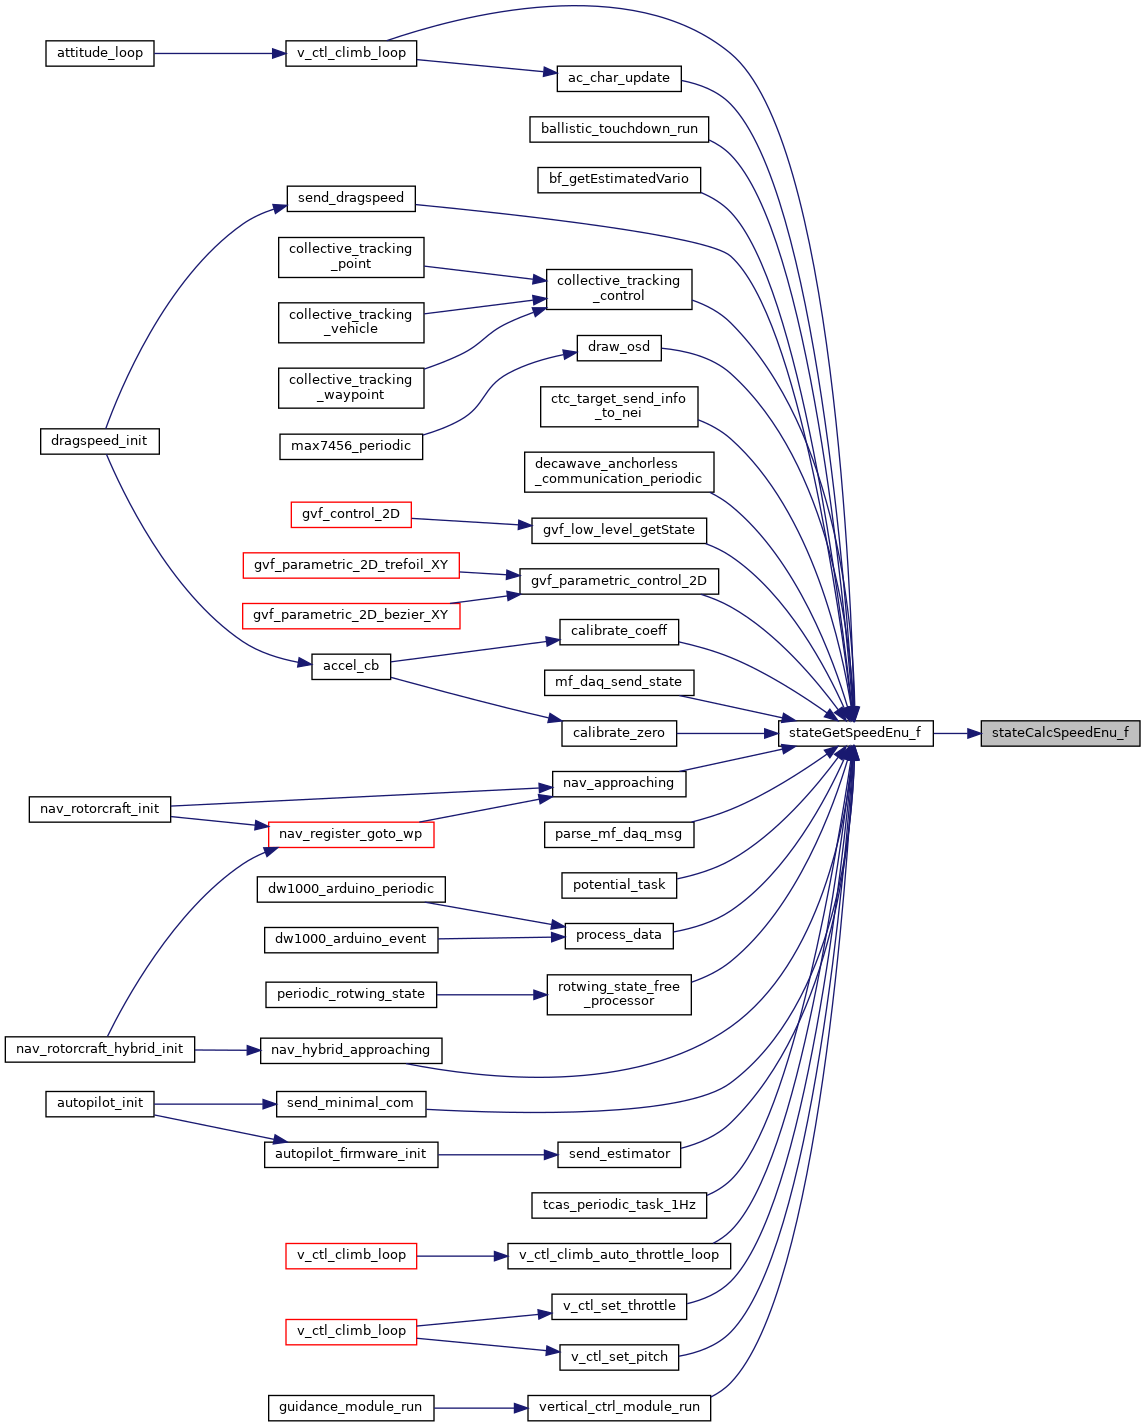 attitude_loop
v_ctl_climb_loop
ac_char_update
ballistic_touchdown_run
bf_getEstimatedVario
send_dragspeed
collective_tracking
_point
collective_tracking
_control
collective_tracking
_vehicle
draw_osd
collective_tracking
_waypoint
ctc_target_send_info
_to_nei
dragspeed_init
max7456_periodic
decawave_anchorless
_communication_periodic
gvf_control_2D
gvf_low_level_getState
gvf_parametric_2D_trefoil_XY
gvf_parametric_control_2D
gvf_parametric_2D_bezier_XY
calibrate_coeff
accel_cb
mf_daq_send_state
calibrate_zero
stateGetSpeedEnu_f
stateCalcSpeedEnu_f
nav_approaching
nav_rotorcraft_init
nav_register_goto_wp
parse_mf_daq_msg
dw1000_arduino_periodic
potential_task
dw1000_arduino_event
process_data
periodic_rotwing_state
rotwing_state_free
_processor
nav_rotorcraft_hybrid_init
nav_hybrid_approaching
autopilot_init
send_minimal_com
autopilot_firmware_init
send_estimator
tcas_periodic_task_1Hz
v_ctl_climb_loop
v_ctl_climb_auto_throttle_loop
v_ctl_set_throttle
v_ctl_climb_loop
v_ctl_set_pitch
guidance_module_run
vertical_ctrl_module_run